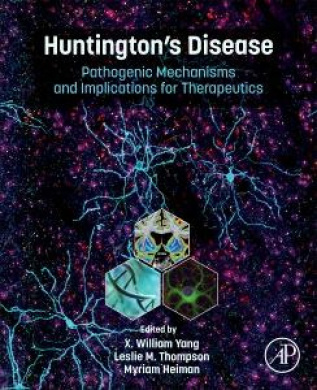 Huntington's Disease
Pathogenic Mechanisms
and Implications for Therapeutics
Edited by
X. William Yang
Leslie M. Thompson
Myriam Heiman
AP